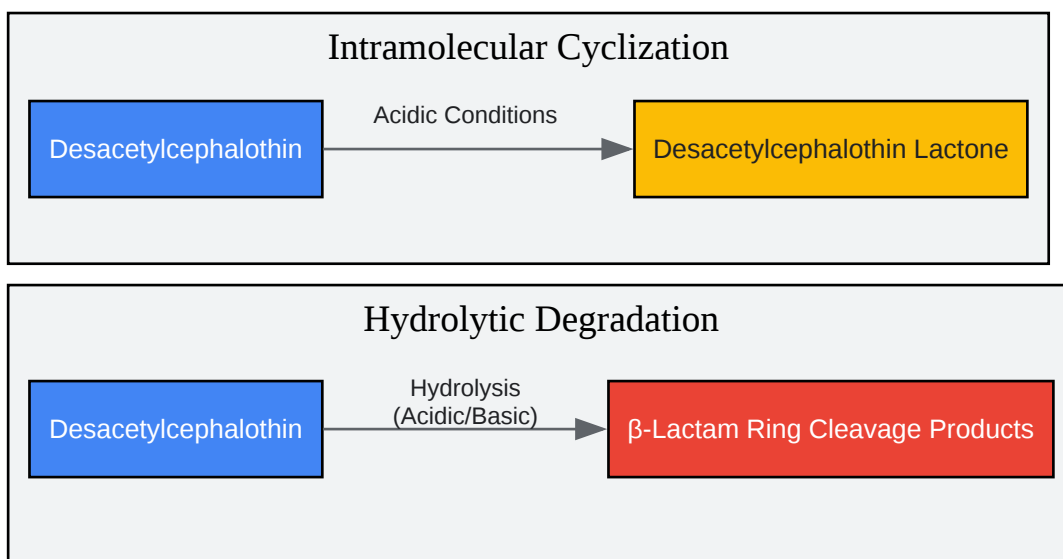 Intramolecular Cyclization
Desacetylcephalothin
Acidic Conditions
Desacetylcephalothin Lactone
Hydrolytic Degradation
Desacetylcephalothin
Hydrolysis
(Acidic/Basic)
β-Lactam Ring Cleavage Products